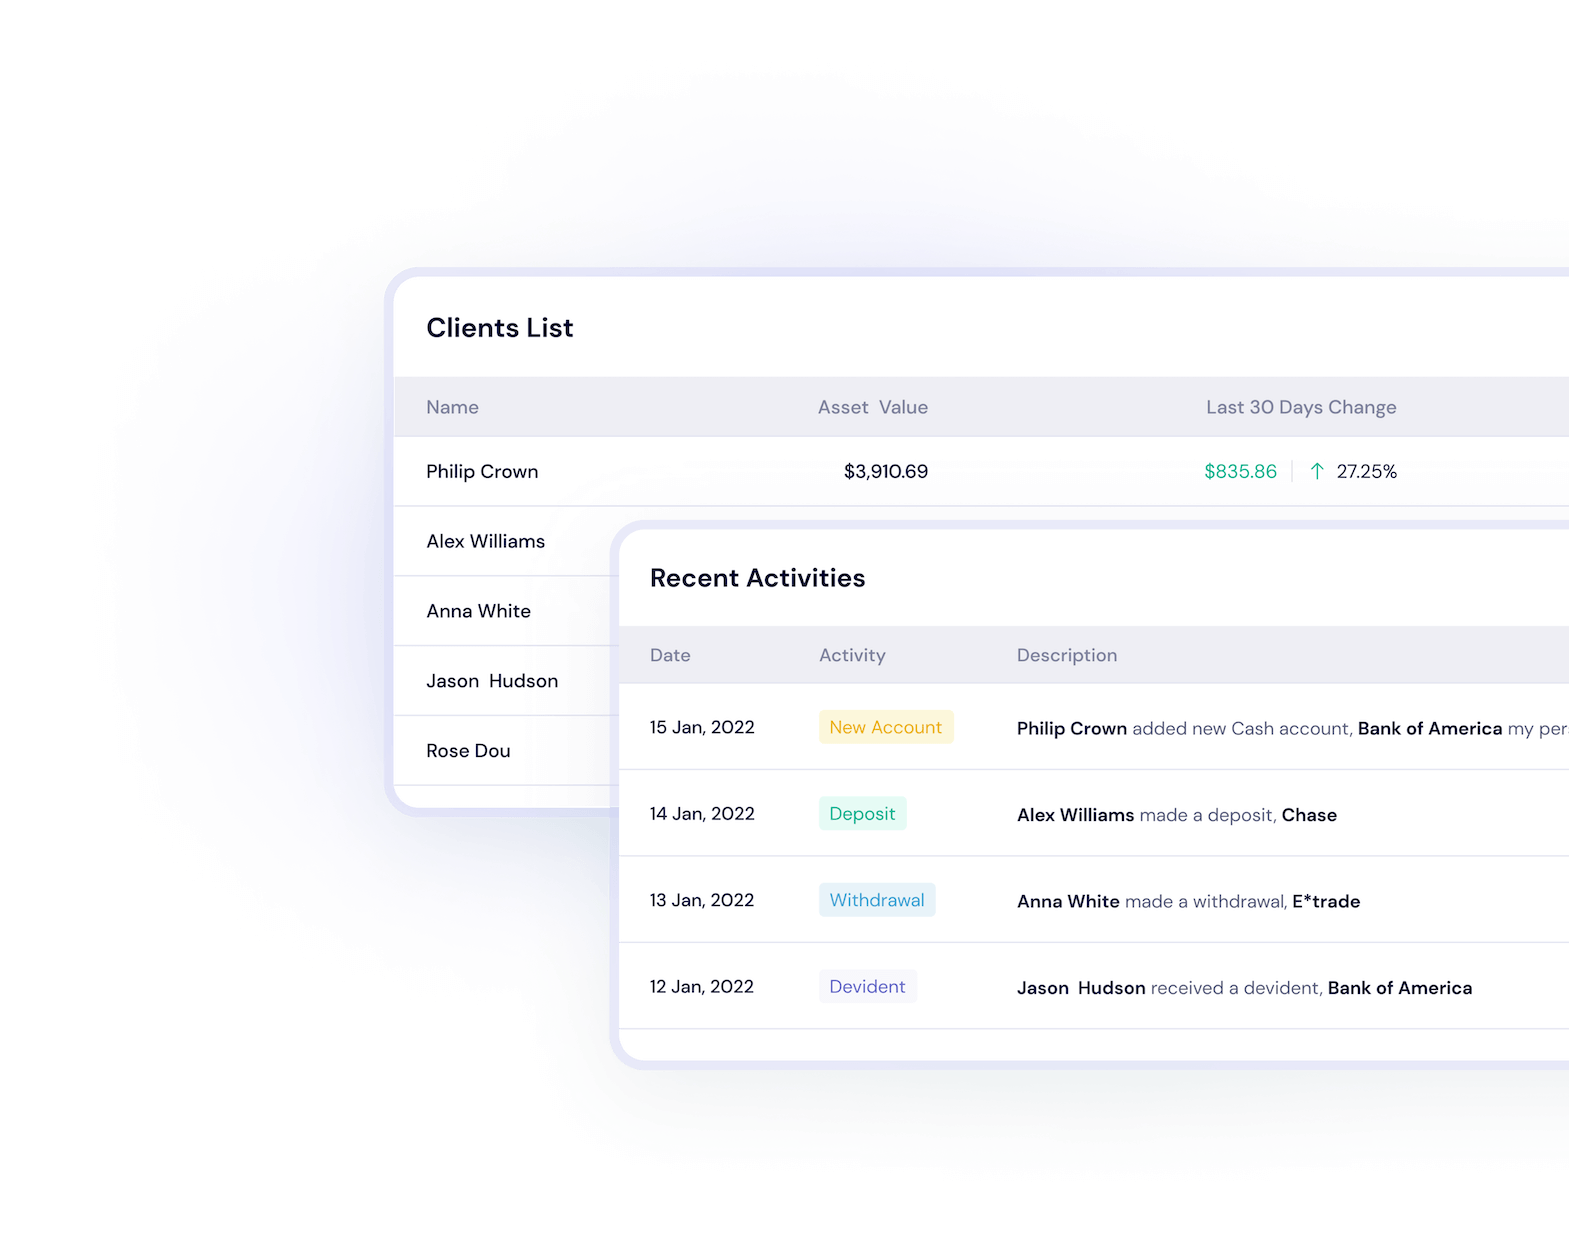 Clients List
Name Asset Value Last 30 Days Change
Philip Crown $3,910.69 $835.86 ↑ 27.25%
Alex Williams
Anna White
Jason Hudson
Rose Dou
Recent Activities
Date Activity Description
15 Jan, 2022 New Account Philip Crown added new Cash account, Bank of America my
14 Jan, 2022 Deposit Alex Williams made a deposit, Chase
13 Jan, 2022 Withdrawal Anna White made a withdrawal, E*trade
12 Jan, 2022 Devident Jason Hudson received a devident, Bank of America